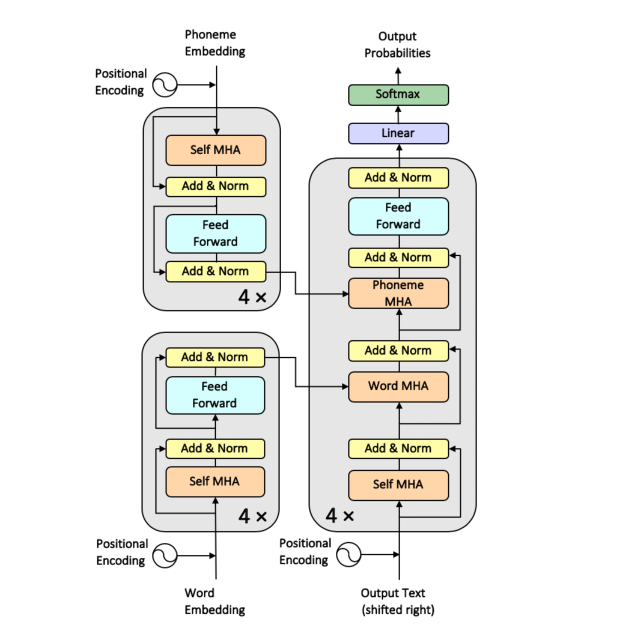 Phoneme
Embedding
Positional
Encoding
Self MHA
Add & Norm
Feed
Forward
Add & Norm
4 ×
Add & Norm
Feed
Forward
Add & Norm
Self MHA
4 ×
Positional
Encoding
Word
Embedding
Output
Probabilities
Softmax
Linear
Add & Norm
Feed
Forward
Add & Norm
Phoneme
MHA
Add & Norm
Word MHA
Add & Norm
Self MHA
4 ×
Positional
Encoding
Output Text
(shifted right)